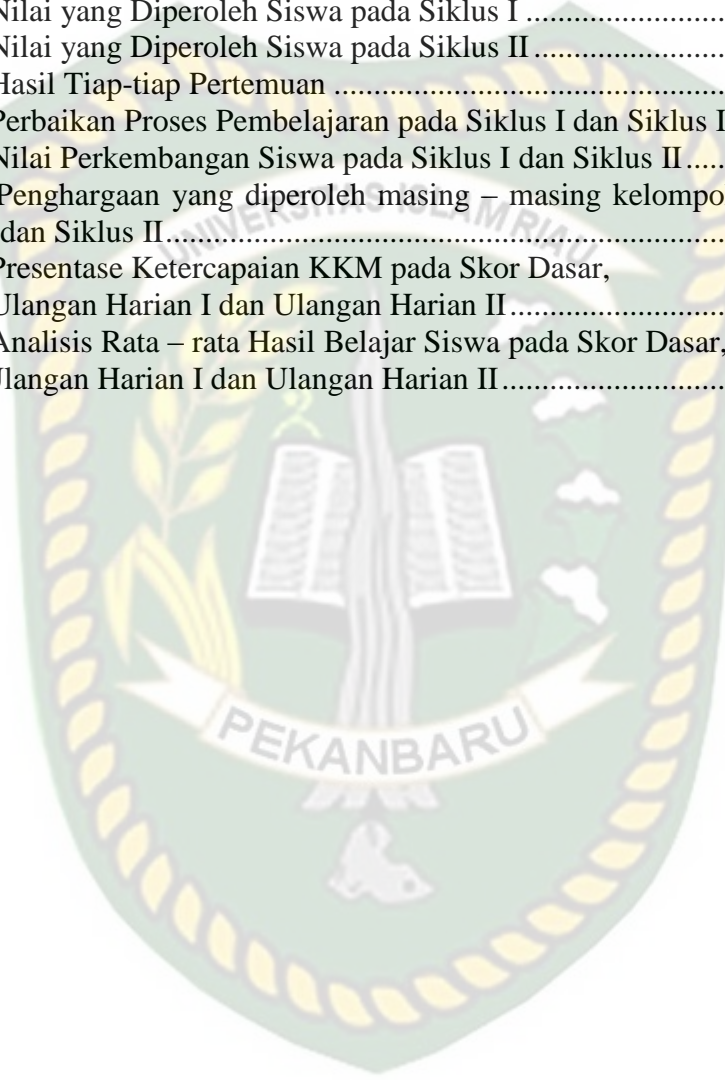 Nilai yang Diperoleh Siswa pada Siklus I ........................
Nilai yang Diperoleh Siswa pada Siklus II ........................
Hasil Tiap-tiap Pertemuan ................................................
Perbaikan Proses Pembelajaran pada Siklus I dan Siklus I
Nilai Perkembangan Siswa pada Siklus I dan Siklus II .....
Penghargaan yang diperoleh masing – masing kelompo
dan Siklus II......................................................................
Presentase Ketercapaian KKM pada Skor Dasar,
Ulangan Harian I dan Ulangan Harian II ...........................
Analisis Rata – rata Hasil Belajar Siswa pada Skor Dasar,
Ulangan Harian I dan Ulangan Harian II ............................
UNIVERSITAS ISLAM RIAU
PEKANBARU